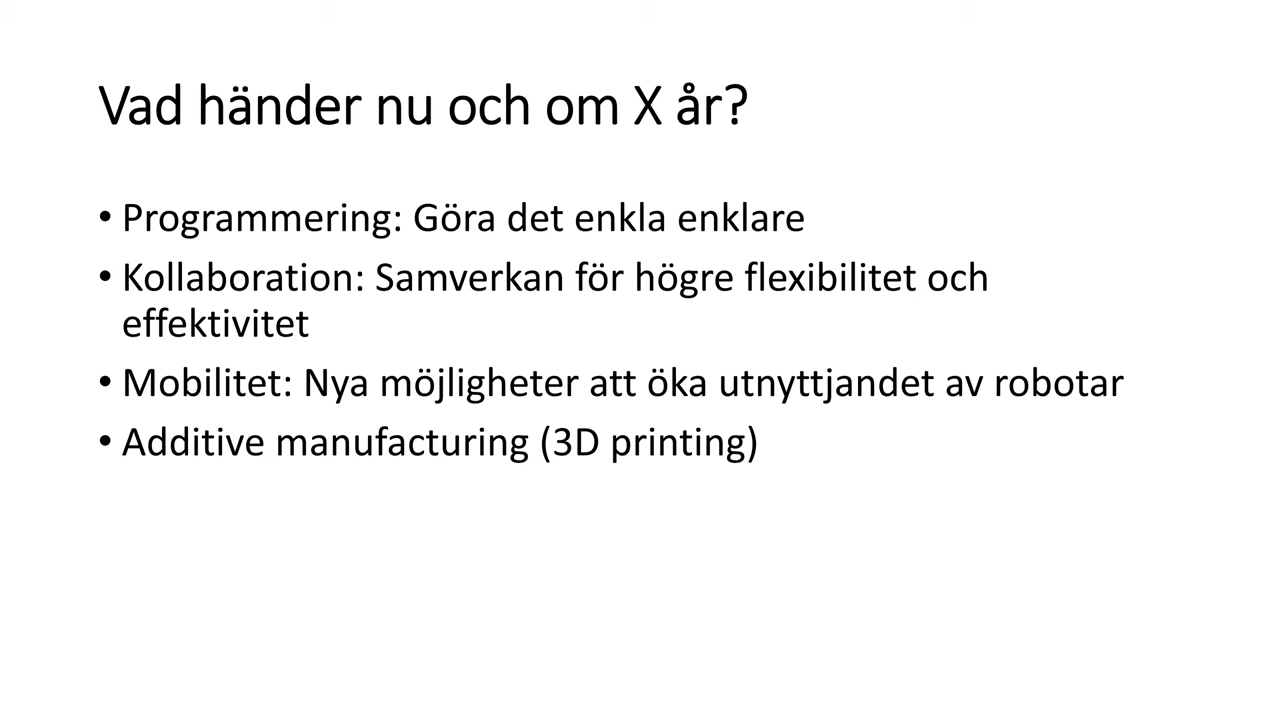 Vad händer nu och om X år?
• Programmering: Göra det enkla enklare
• Kollaboration: Samverkan för högre flexibilitet och
effektivitet
• Mobilitet: Nya möjligheter att öka utnyttjandet av robotar
• Additive manufacturing (3D printing)